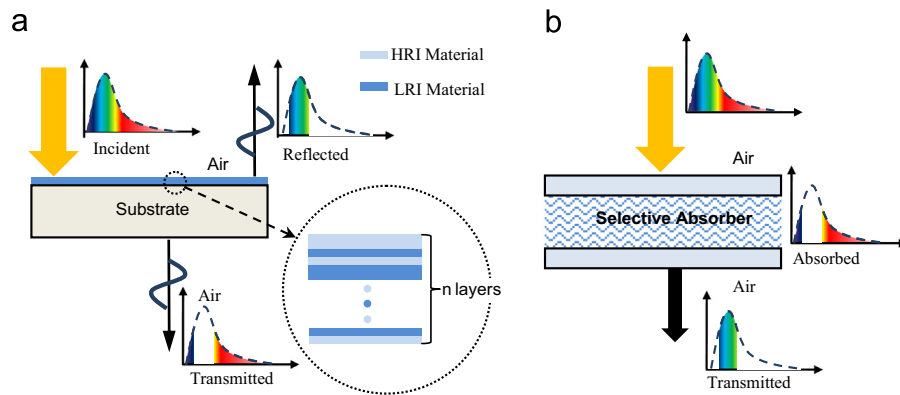 a
Incident
Air
Reflected
HRI Material
LRI Material
Substrate
Air
Transmitted
n layers
b
Air
Selective Absorber
Absorbed
Air
Transmitted